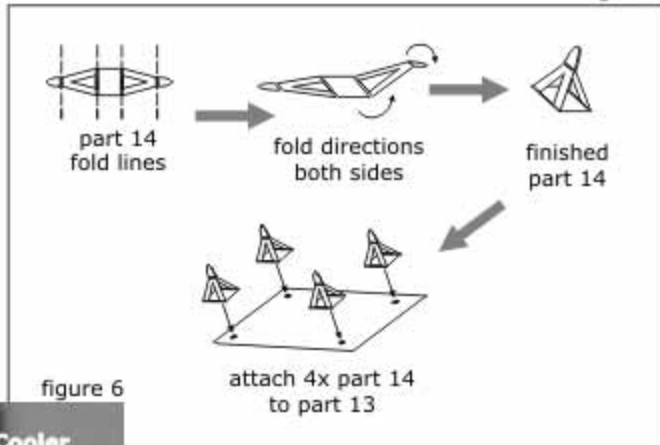 part 14
fold lines
fold directions
both sides
finished
part 14
attach 4x part 14
to part 13
figure 6
Cooler